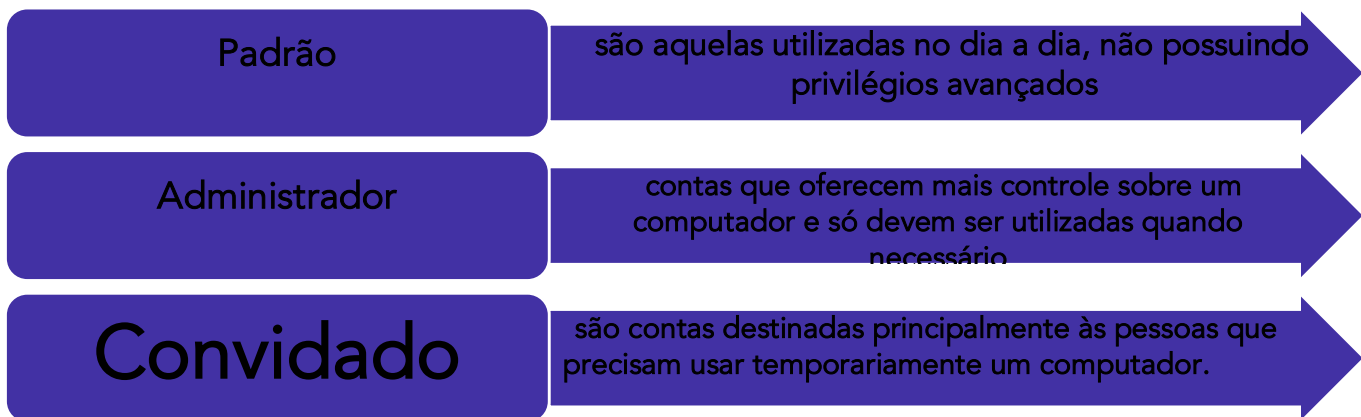 Padrão
são aquelas utilizadas no dia a dia, não possuindo
privilégios avançados
Administrador
contas que oferecem mais controle sobre um
computador e só devem ser utilizadas quando
necessário
Convidado
são contas destinadas principalmente às pessoas que
precisam usar temporariamente um computador.